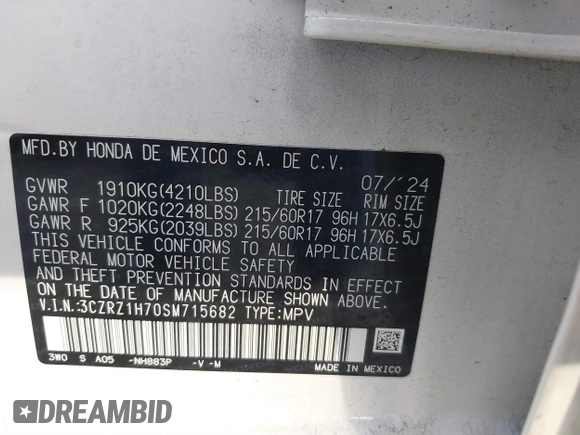 MFD.BY HONDA DE MEXICO S.A. DE C.V.
07/'24
GVWR 1910KG(4210LBS) TIRE SIZE RIM SIZE
GAWR F 1020KG(2248LBS) 215/60R17 96H 17X6.5J
GAWR R 925KG(2039LBS) 215/60R17 96H 17X6.5J
THIS VEHICLE CONFORMS TO ALL APPLICABLE
FEDERAL MOTOR VEHICLE SAFETY
AND THEFT PREVENTION STANDARDS IN EFFECT
ON THE DATE OF MANUFACTURE SHOWN ABOVE.
V.I.N.:3CZRZ1H70SM715682 TYPE:MPV
3W0 S A05 -NH883P -V -M
MADE IN MEXICO
DREAMBID